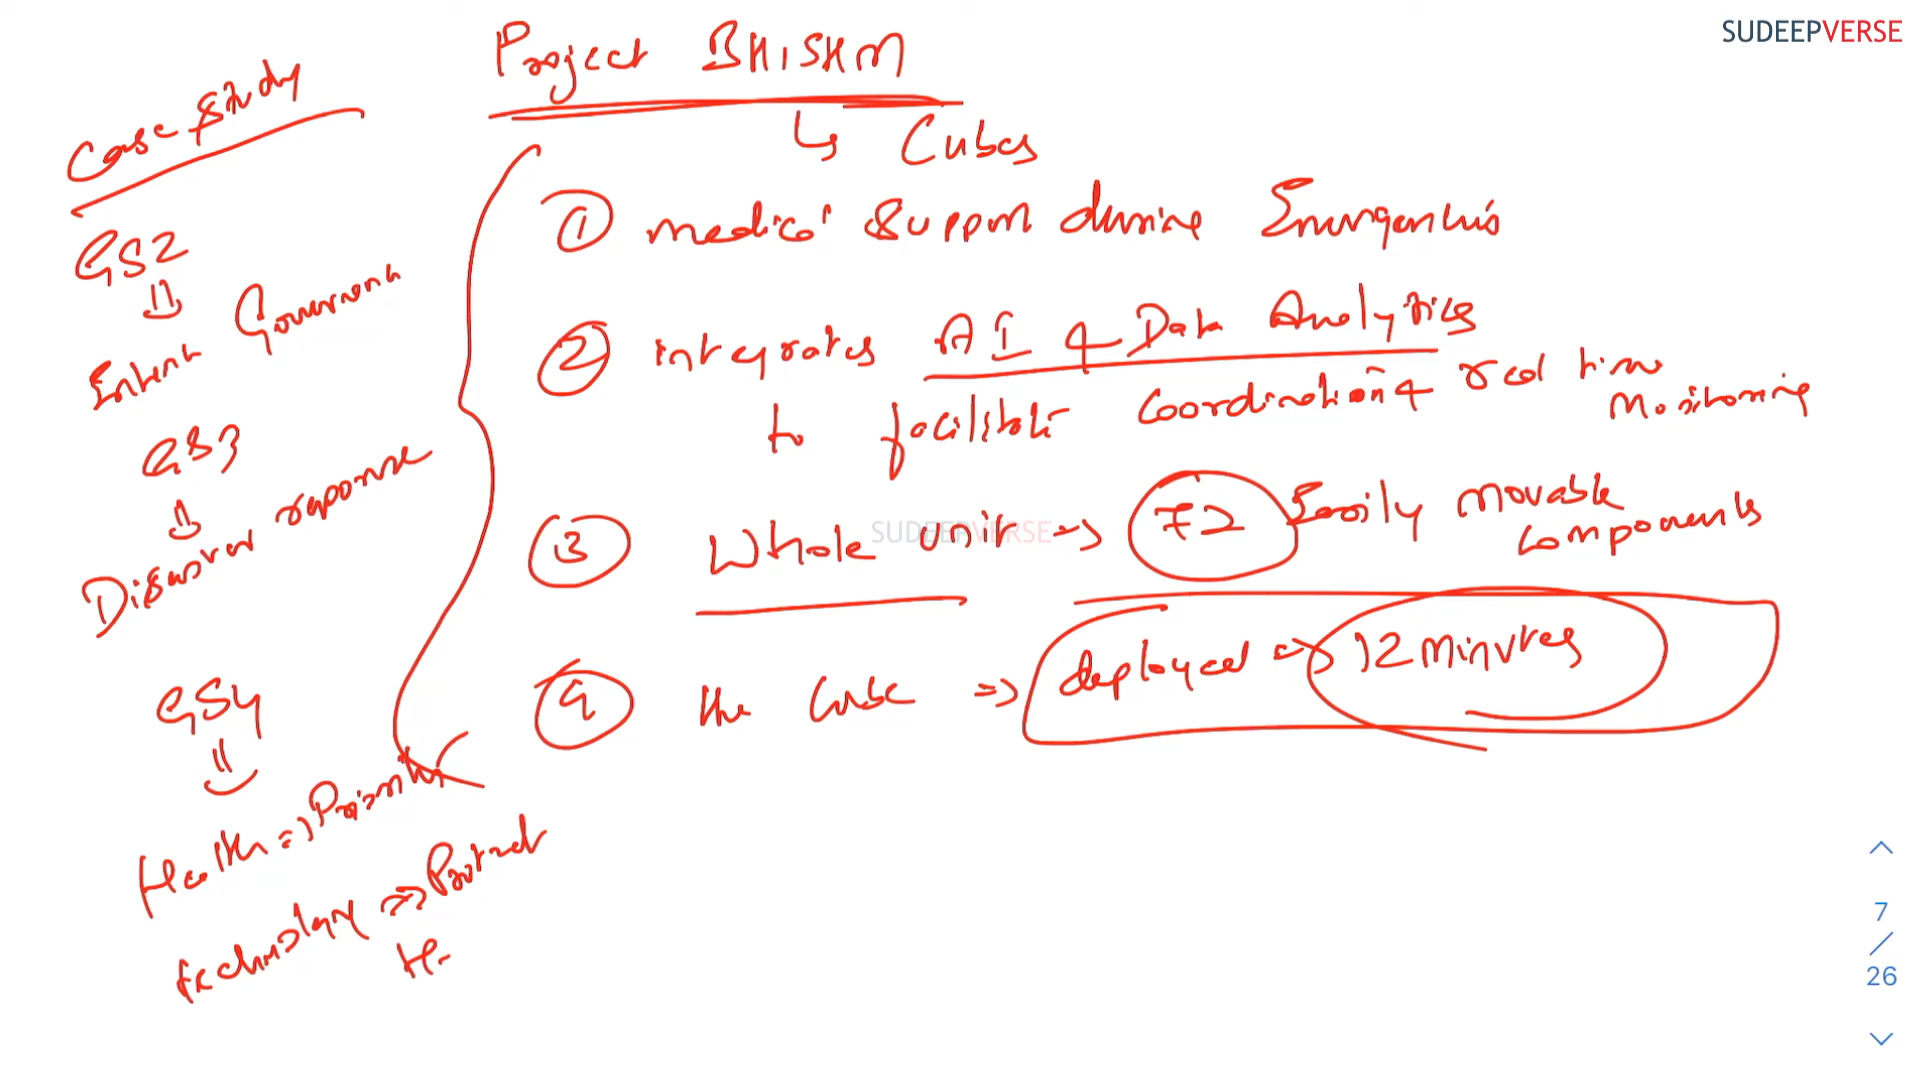 SUDEEPVERSE
Project BHISHM
↳ Cubes
Case study
GS2
Governance
GS3
Disaster response
GS4
Health => Priority
technology => Protect
H
① medical Support during Emergencies
② integrates AI & Data Analytics
to facilitate coordination & real time
Monitoring
③ Whole unit => 72 Easily movable
components
SUDEEPVERSE
④ the Cube => deployed => 12 minutes
7
/
26